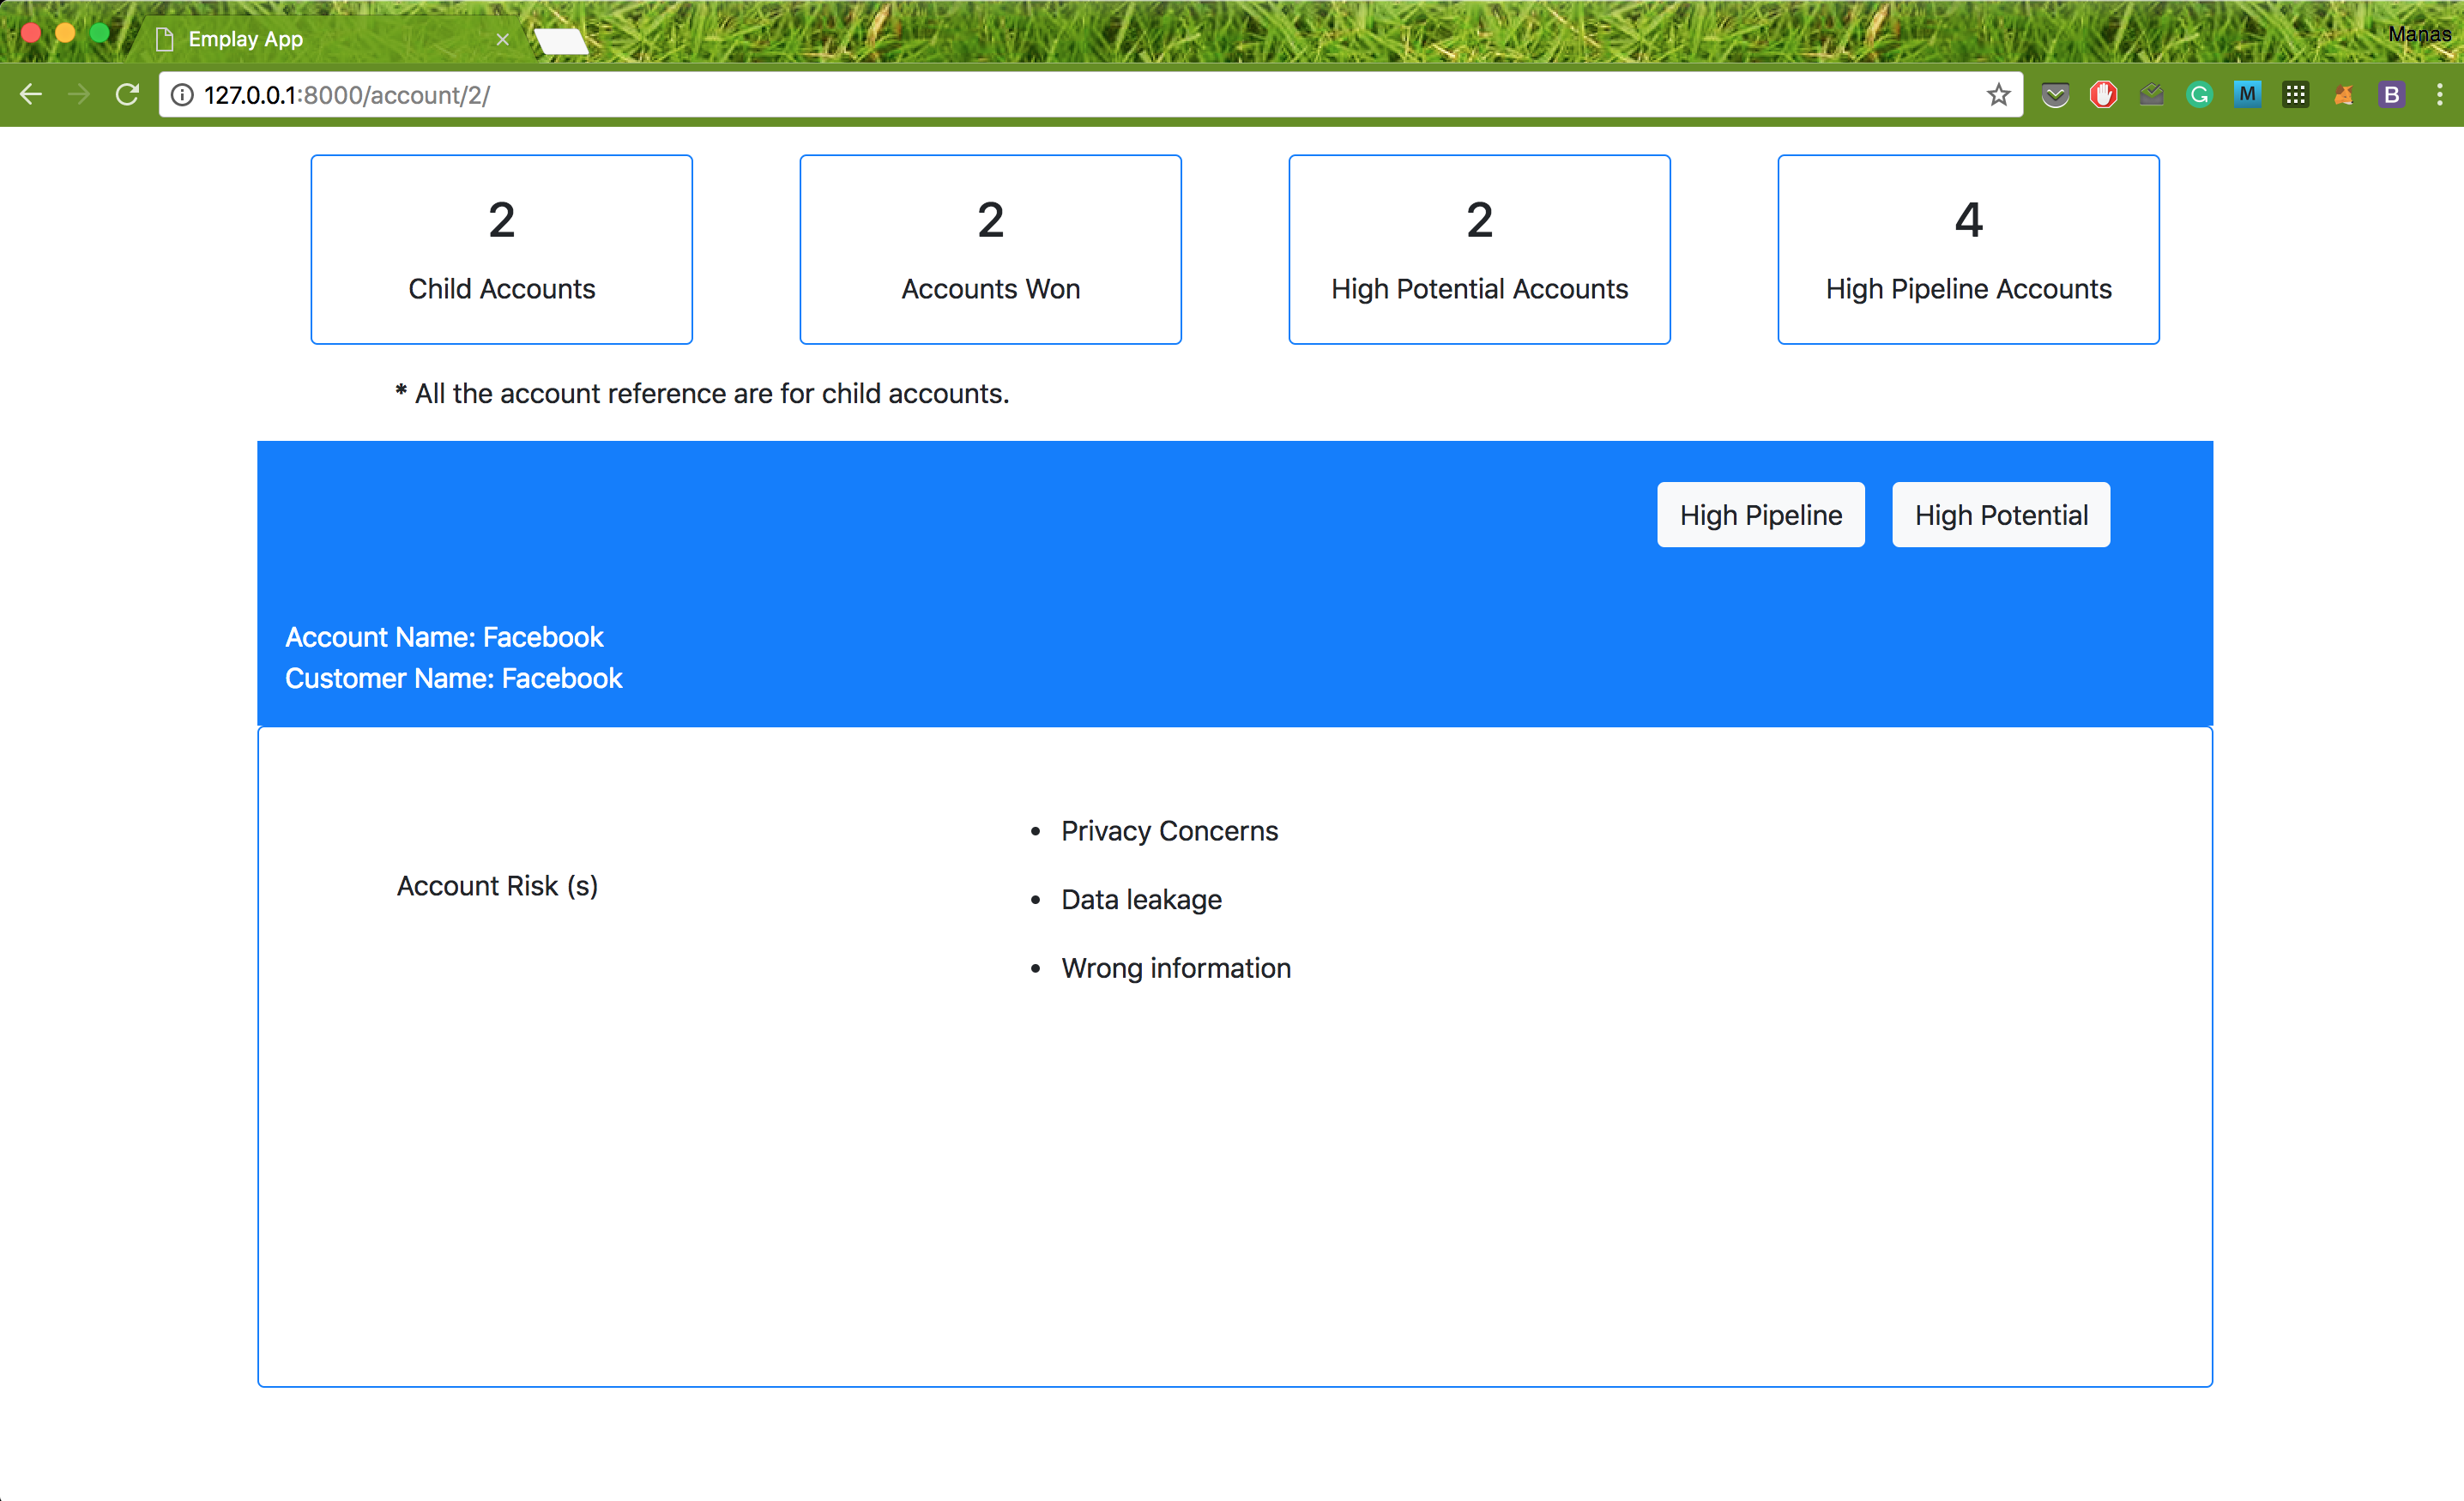 Emplay App
Manas
127.0.0.1:8000/account/2/
M
G
B
2
Child Accounts
2
Accounts Won
2
High Potential Accounts
4
High Pipeline Accounts
* All the account reference are for child accounts.
High Pipeline
High Potential
Account Name: Facebook
Customer Name: Facebook
Account Risk (s)
• Privacy Concerns
• Data leakage
• Wrong information